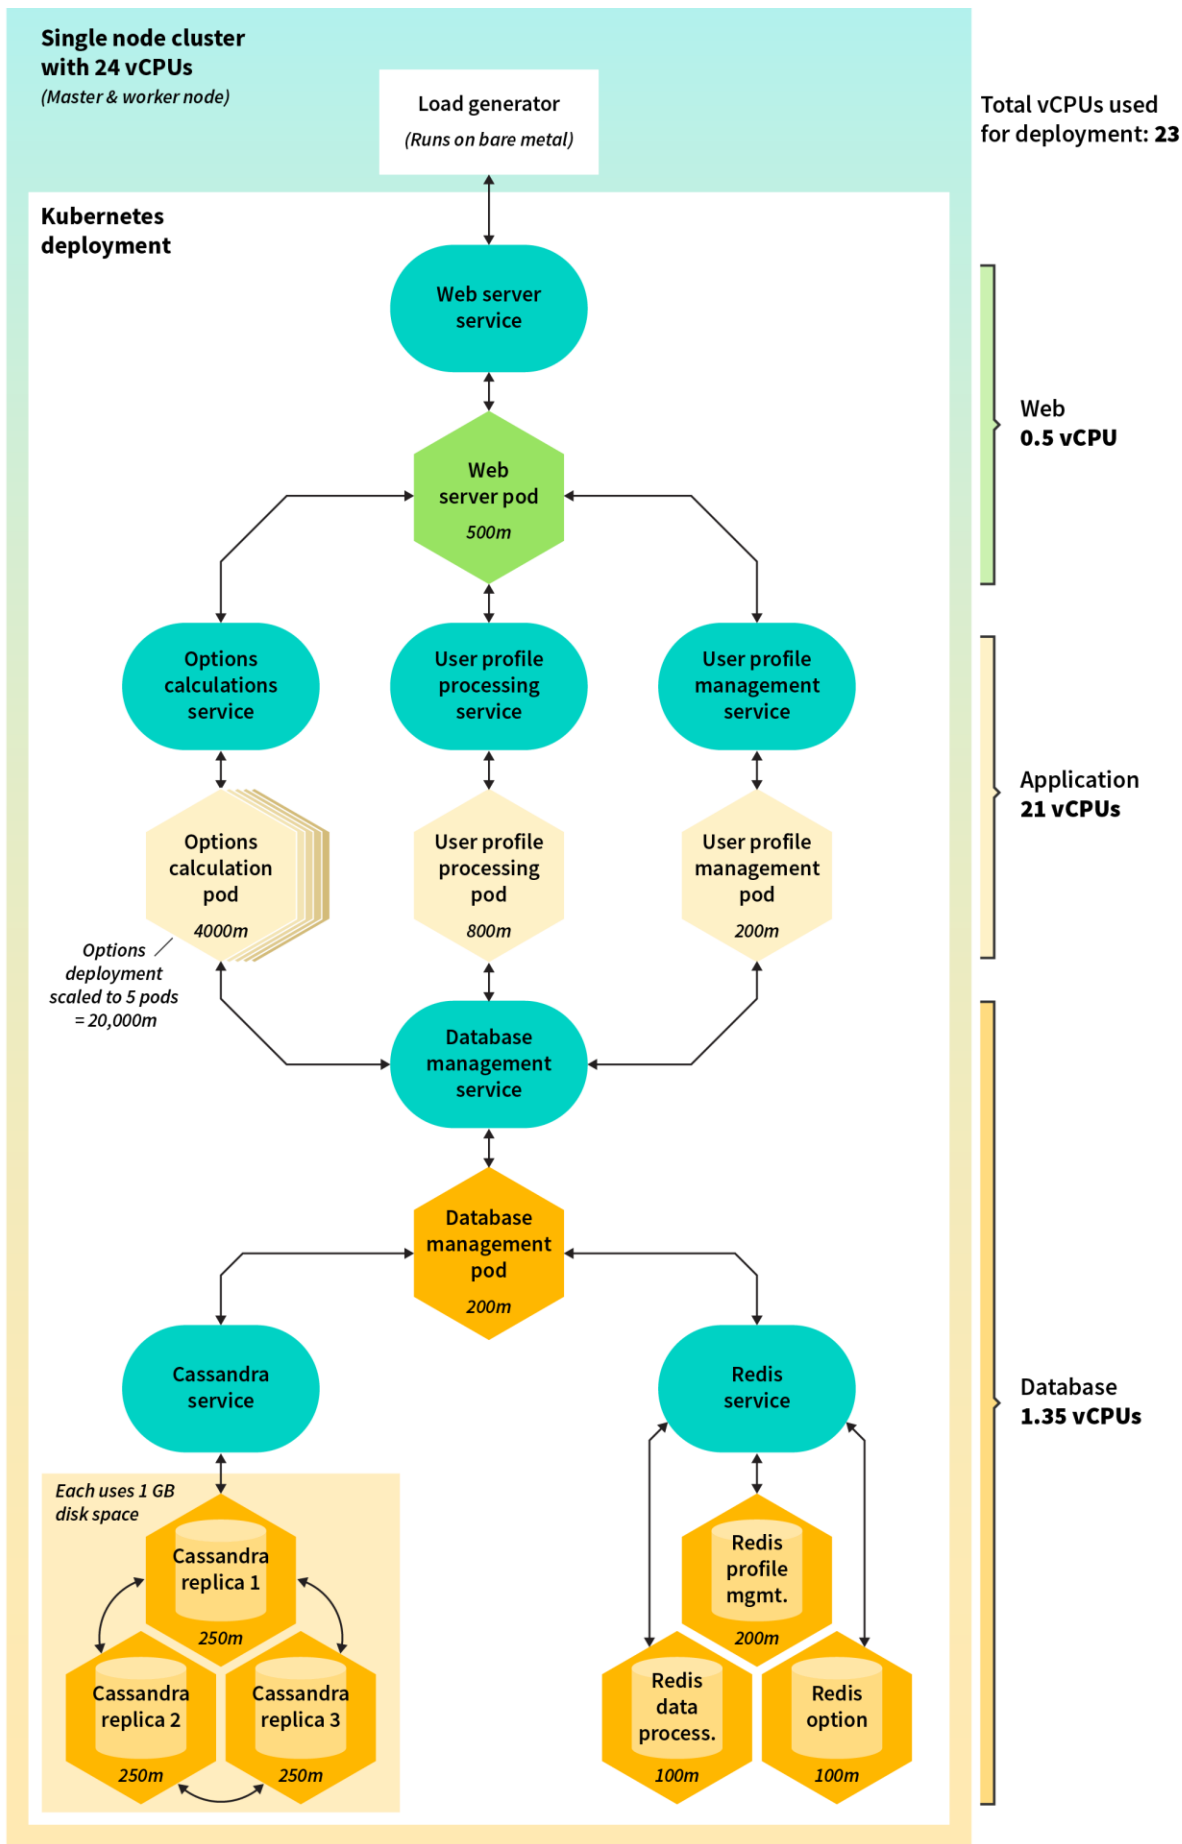 Single node cluster
with 24 vCPUs
(Master & worker node)
Load generator
(Runs on bare metal)
Total vCPUs used
for deployment: 23
Kubernetes
deployment
Web server
service
Web
server pod
500m
Web
0.5 vCPU
Options
calculations
service
User profile
processing
service
User profile
management
service
Options
calculation
pod
4000m
User profile
processing
pod
800m
User profile
management
pod
200m
Application
21 vCPUs
Options
deployment
scaled to 5 pods
= 20,000m
Database
management
service
Database
management
pod
200m
Cassandra
service
Redis
service
Database
1.35 vCPUs
Each uses 1 GB
disk space
Cassandra
replica 1
250m
Cassandra
replica 2
250m
Cassandra
replica 3
250m
Redis
profile
mgmt.
200m
Redis
data
process.
100m
Redis
option
100m